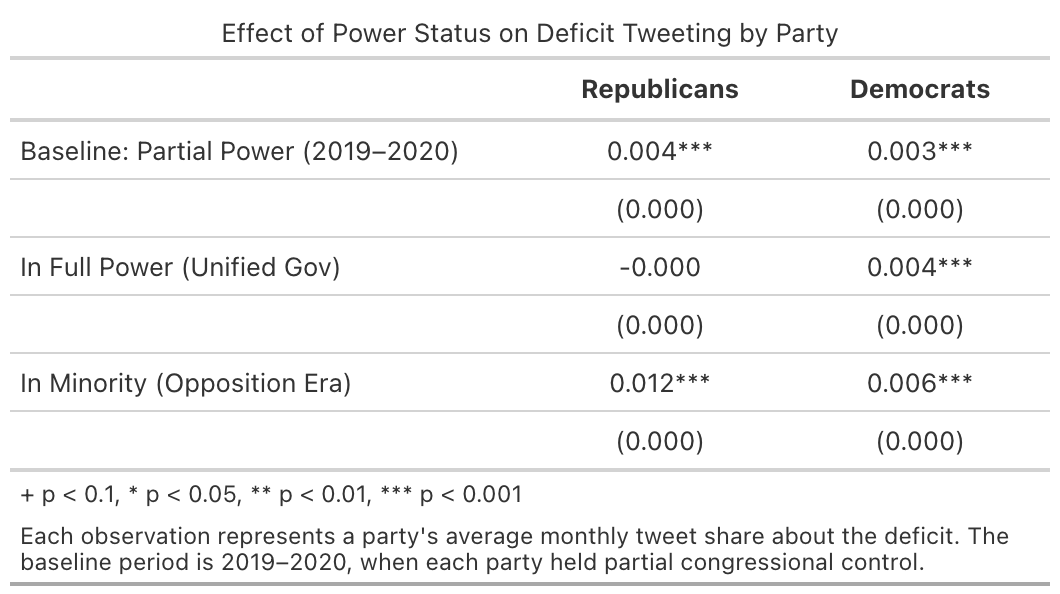 Effect of Power Status on Deficit Tweeting by Party
Republicans Democrats
Baseline: Partial Power (2019–2020) 0.004*** 0.003***
(0.000) (0.000)
In Full Power (Unified Gov) -0.000 0.004***
(0.000) (0.000)
In Minority (Opposition Era) 0.012*** 0.006***
(0.000) (0.000)
+ p < 0.1, * p < 0.05, ** p < 0.01, *** p < 0.001
Each observation represents a party's average monthly tweet share about the deficit. The
baseline period is 2019–2020, when each party held partial congressional control.